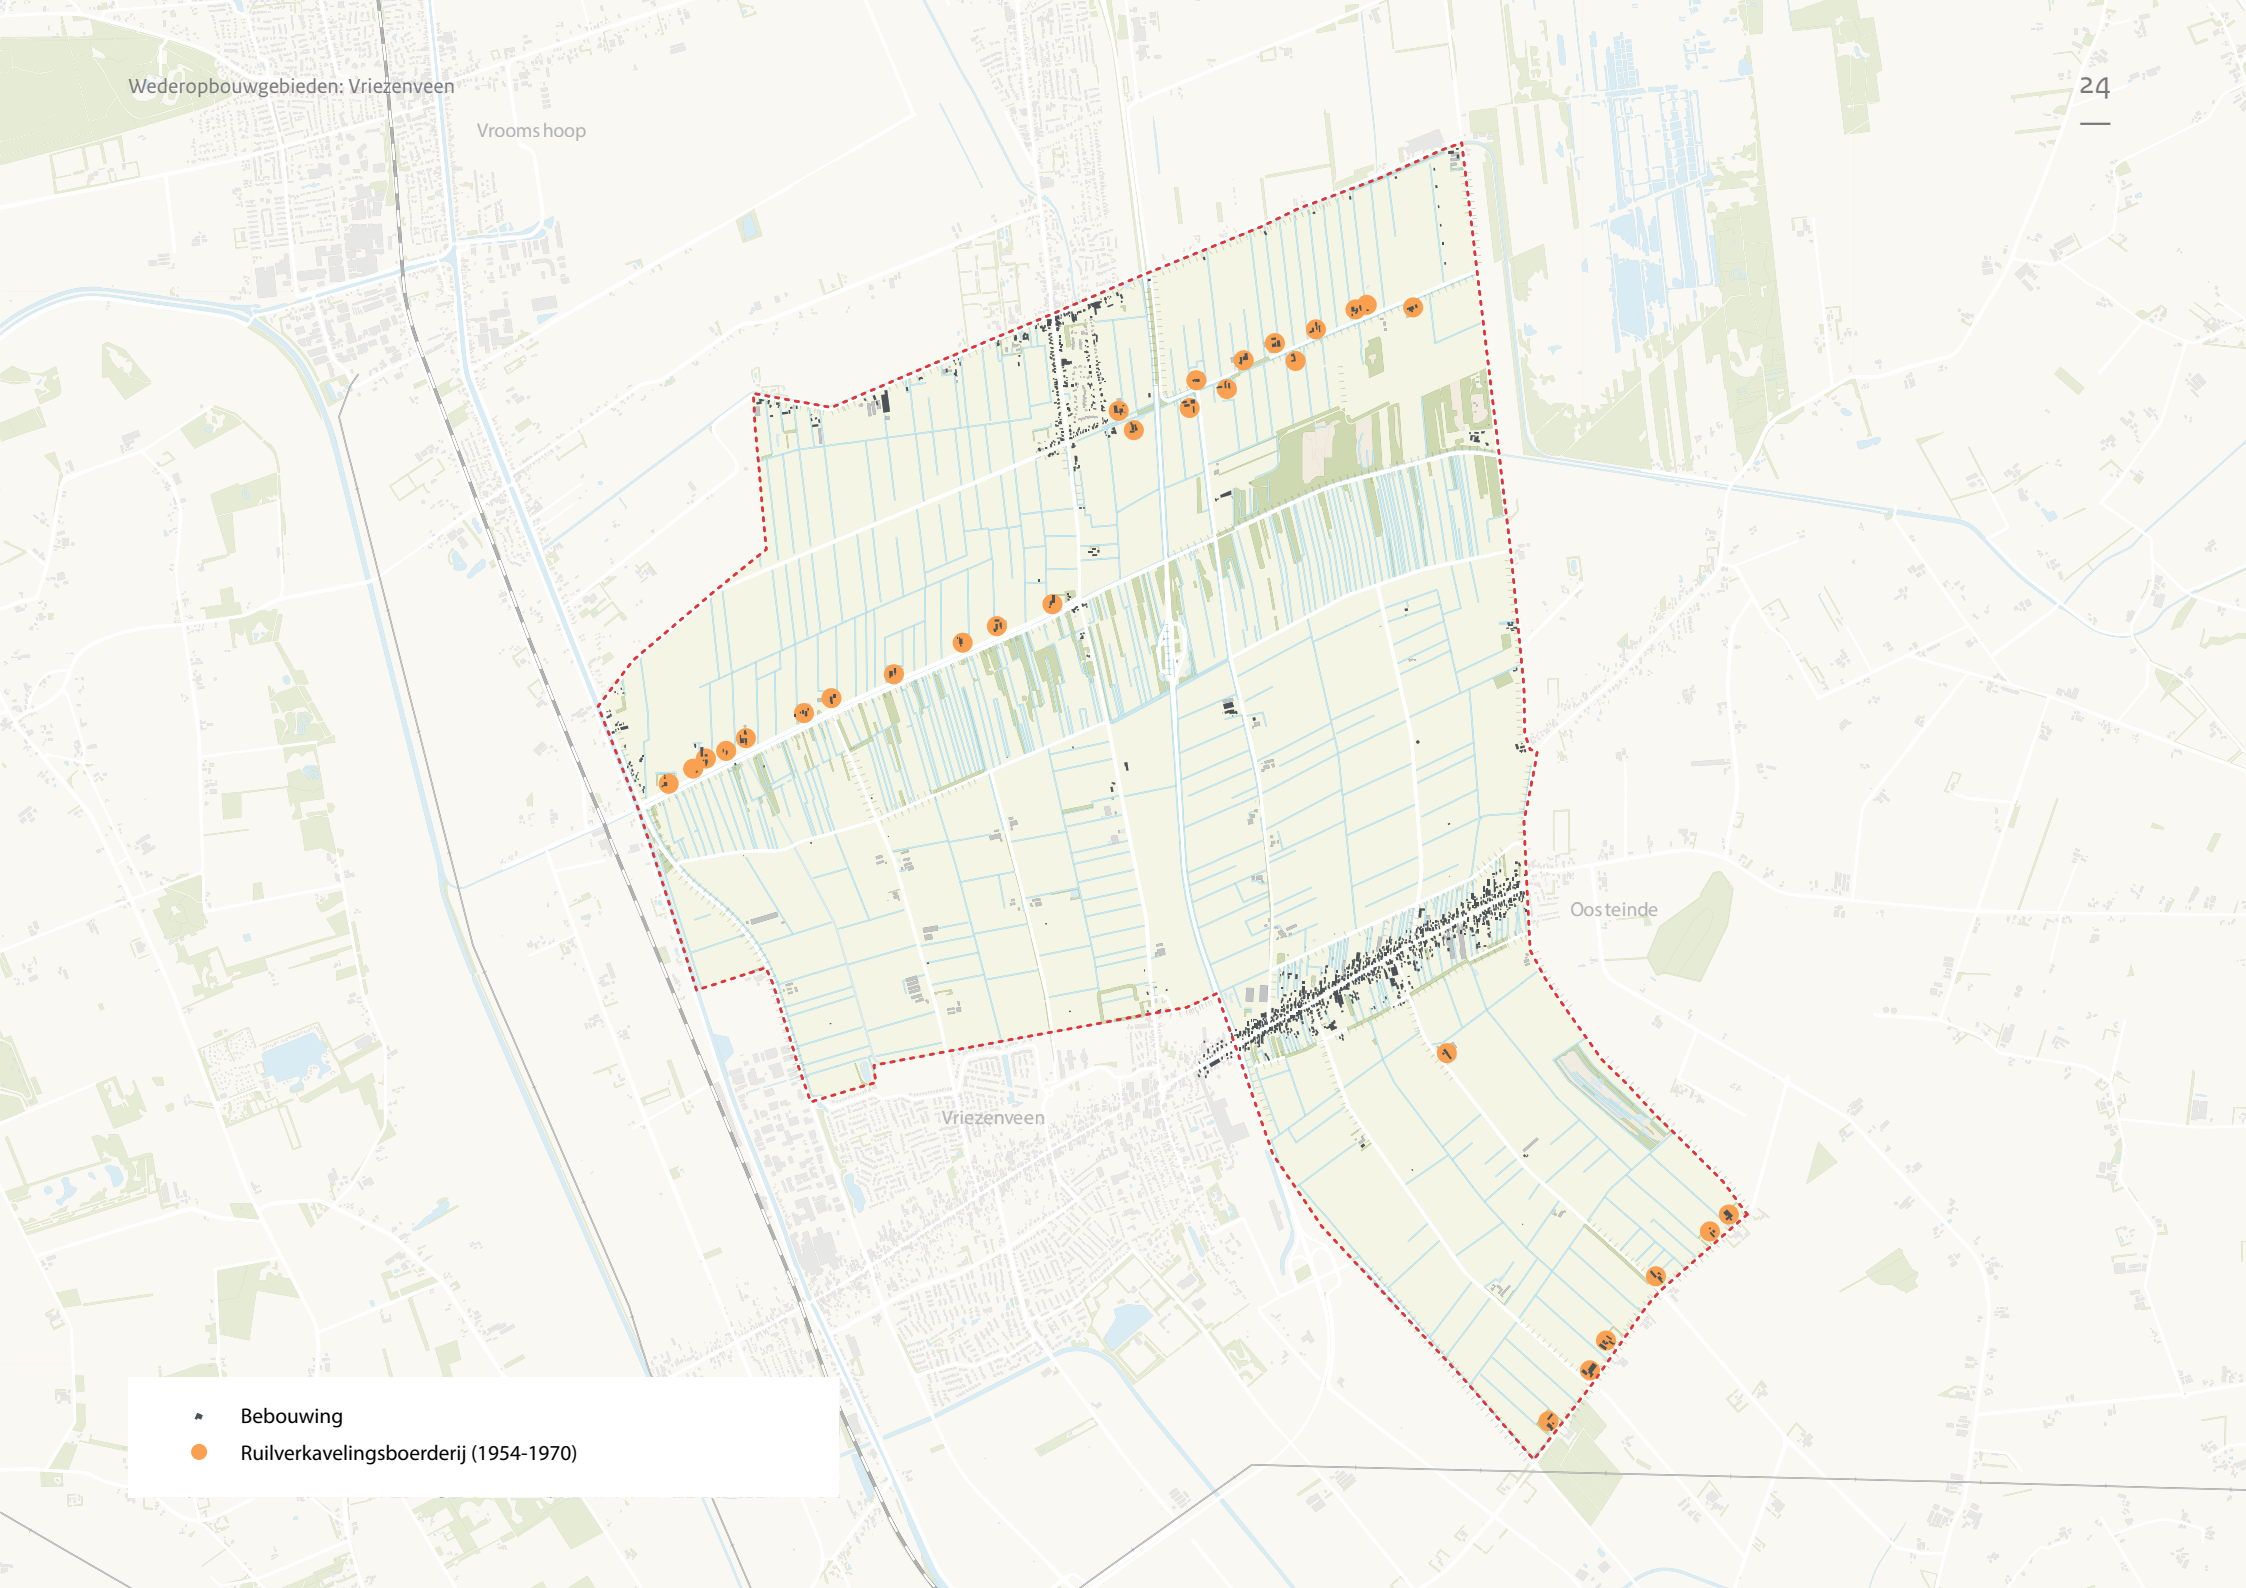 Wederopbouwgebieden: Vriezenveen
24
Vroomshoop
Oosteinde
Vriezenveen
Bebouwing
Ruilverkavelingsboerderij (1954-1970)